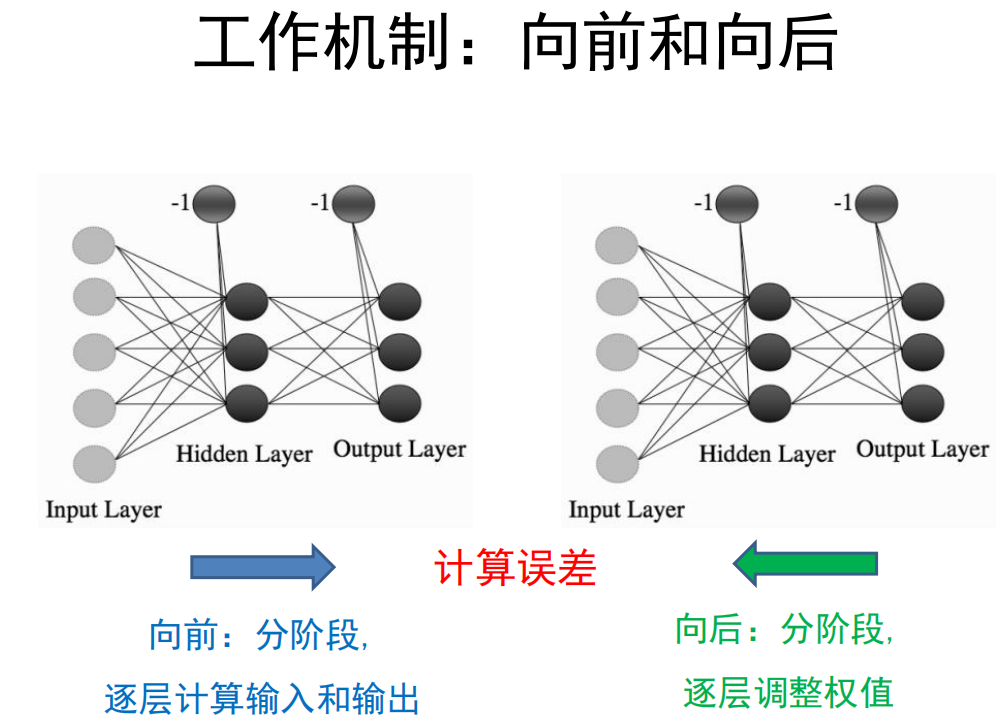 工作机制：向前和向后
-1
-1
Hidden Layer
Output Layer
Input Layer
-1
-1
Hidden Layer
Output Layer
Input Layer
计算误差
向前：分阶段,
逐层计算输入和输出
向后：分阶段,
逐层调整权值